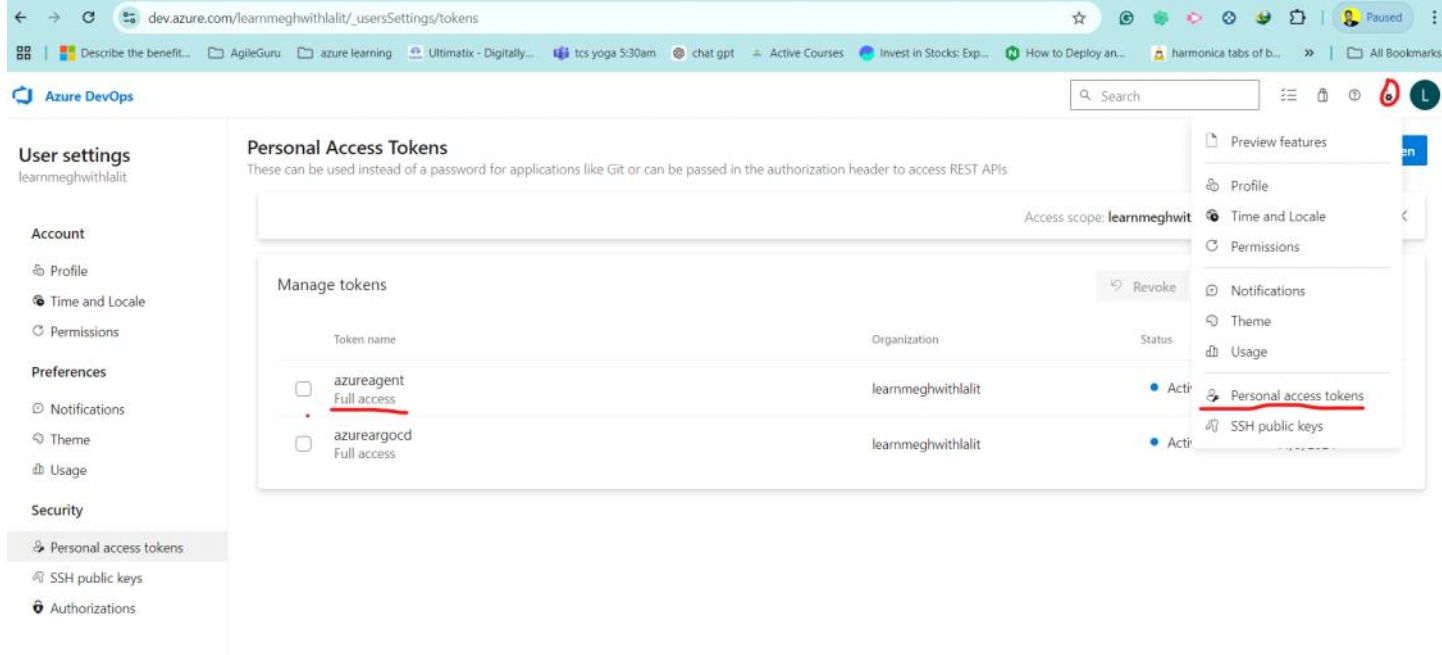 dev.azure.com/learnmeghwithlalit/_usersSettings/tokens
Paused
Describe the benefit...
AgileGuru
azure learning
Ultimatix - Digitally...
tcs yoga 5:30am
chat gpt
Active Courses
Invest in Stocks: Exp...
How to Deploy an...
harmonica tabs of b...
»
All Bookmarks
Azure DevOps
Search
L
User settings
learnmeghwithlalit
Account
Profile
Time and Locale
Permissions
Preferences
Notifications
Theme
Usage
Security
Personal access tokens
SSH public keys
Authorizations
Personal Access Tokens
These can be used instead of a password for applications like Git or can be passed in the authorization header to access REST APIs
en
Access scope: learnmeghwit
Manage tokens
Revoke
Token name Organization Status
azureagent
Full access
learnmeghwithlalit
Acti
azureargocd
Full access
learnmeghwithlalit
Acti
Preview features
Profile
Time and Locale
Permissions
Notifications
Theme
Usage
Personal access tokens
SSH public keys